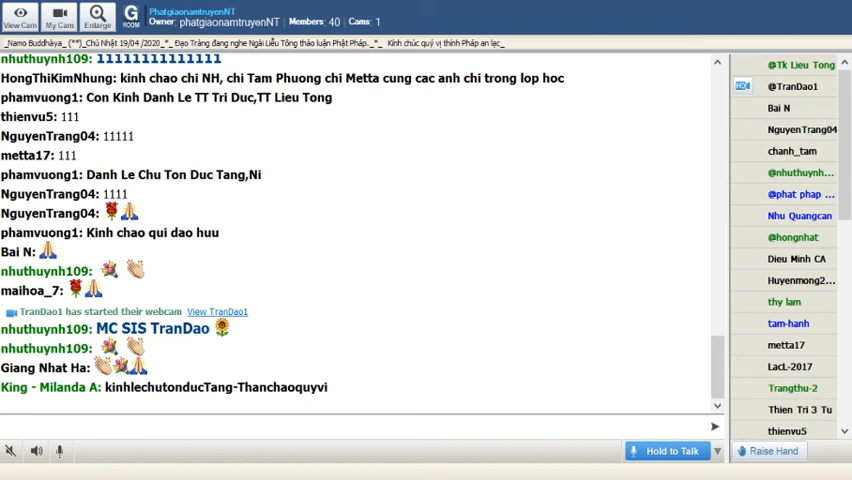 View Cam
My Cam
Enlarge
G
ROOM
PhatgiaonamtruyenNT
Owner: phatgiaonamtruyenNT
Members: 40
Cams: 1
_Namo Buddhàya_ (**)_Chủ Nhật 19/04 /2020_*_ Đạo Tràng đang nghe Ngài Liễu Tông thảo luận Phật Pháp._*_ Kính chúc quý vị thính Pháp an lạc_
nhuthuynh109: 11111111111111
HongThiKimNhung: kinh chao chi NH, chi Tam Phuong chi Metta cung cac anh chi trong lop hoc
phamvuong1: Con Kinh Danh Le TT Tri Duc,TT Lieu Tong
thienvu5: 111
NguyenTrang04: 11111
metta17: 111
phamvuong1: Danh Le Chu Ton Duc Tang,Ni
NguyenTrang04: 1111
NguyenTrang04:
phamvuong1: Kinh chao qui dao huu
Bai N:
nhuthuynh109:
maihoa_7:
TranDao1 has started their webcam View TranDao1
nhuthuynh109: MC SIS TranDao
nhuthuynh109:
Giang Nhat Ha:
King - Milanda A: kinhlechutonducTang-Thanchaoquyvi
Hold to Talk
@Tk Lieu Tong
HD
@TranDao1
Bai N
NguyenTrang04
chanh_tam
@nhuthuynh...
@phat phap ...
Nhu Quangcan
@hongnhat
Dieu Minh CA
Huyenmong2...
thy lam
tam-hanh
metta17
LacL-2017
Trangthu-2
Thien Tri 3 Tu
thienvu5
Raise Hand